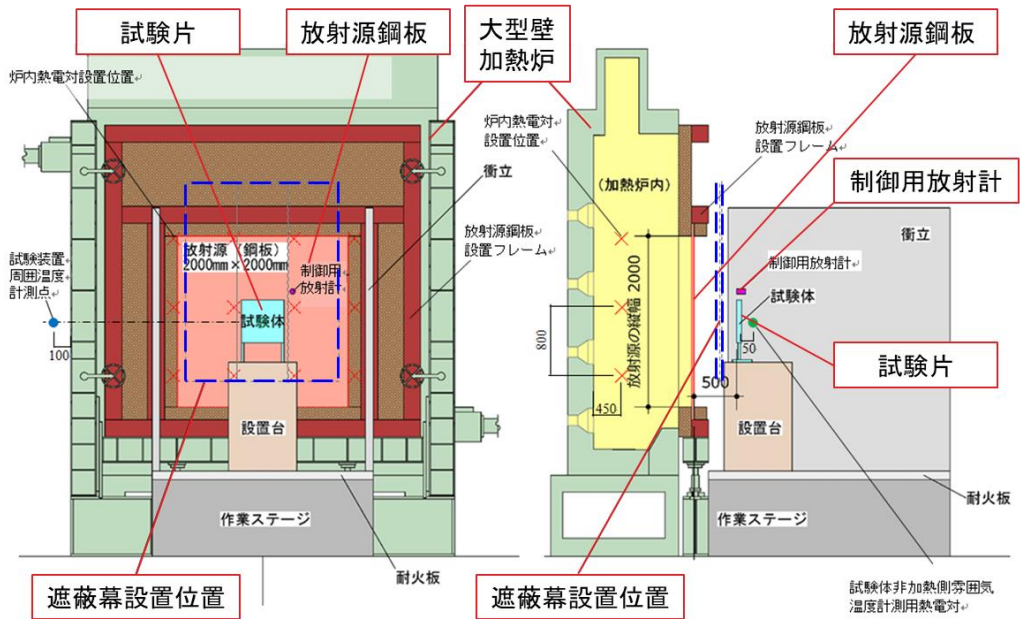 試験片
放射源鋼板
大型壁
加熱炉
放射源鋼板
炉内熱電対設置位置
炉内熱電対
設置位置
放射源鋼板
設置フレーム
(加熱炉内)
制御用放射計
衝立
衝立
放射源（鋼板）
2000mm×2000mm
放射源鋼板
設置フレーム
制御用
放射計
制御用放射計
試験装置
周囲温度
計測点
試験体
試験体
放射源の縦幅 2000
100
800
50
試験片
500
450
設置台
設置台
作業ステージ
作業ステージ
耐火板
耐火板
遮蔽幕設置位置
遮蔽幕設置位置
試験体非加熱側雰囲気
温度計測用熱電対